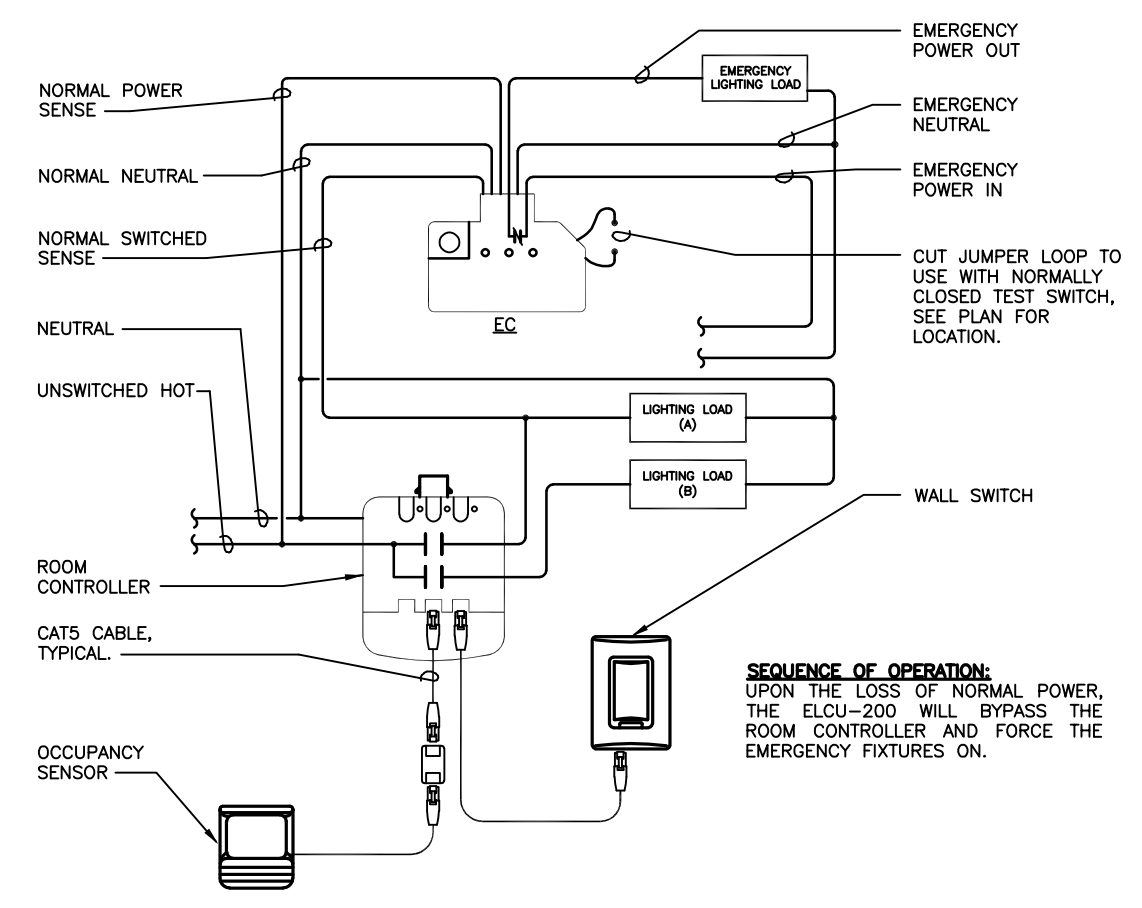 EMERGENCY
POWER OUT
EMERGENCY
LIGHTING LOAD
NORMAL POWER
SENSE
EMERGENCY
NEUTRAL
NORMAL NEUTRAL
EMERGENCY
POWER IN
NORMAL SWITCHED
SENSE
CUT JUMPER LOOP TO
USE WITH NORMALLY
CLOSED TEST SWITCH,
SEE PLAN FOR
LOCATION.
EC
NEUTRAL
UNSWITCHED HOT
LIGHTING LOAD
(A)
LIGHTING LOAD
(B)
WALL SWITCH
ROOM
CONTROLLER
CAT5 CABLE,
TYPICAL.
SEQUENCE OF OPERATION:
UPON THE LOSS OF NORMAL POWER,
THE ELCU-200 WILL BYPASS THE
ROOM CONTROLLER AND FORCE THE
EMERGENCY FIXTURES ON.
OCCUPANCY
SENSOR